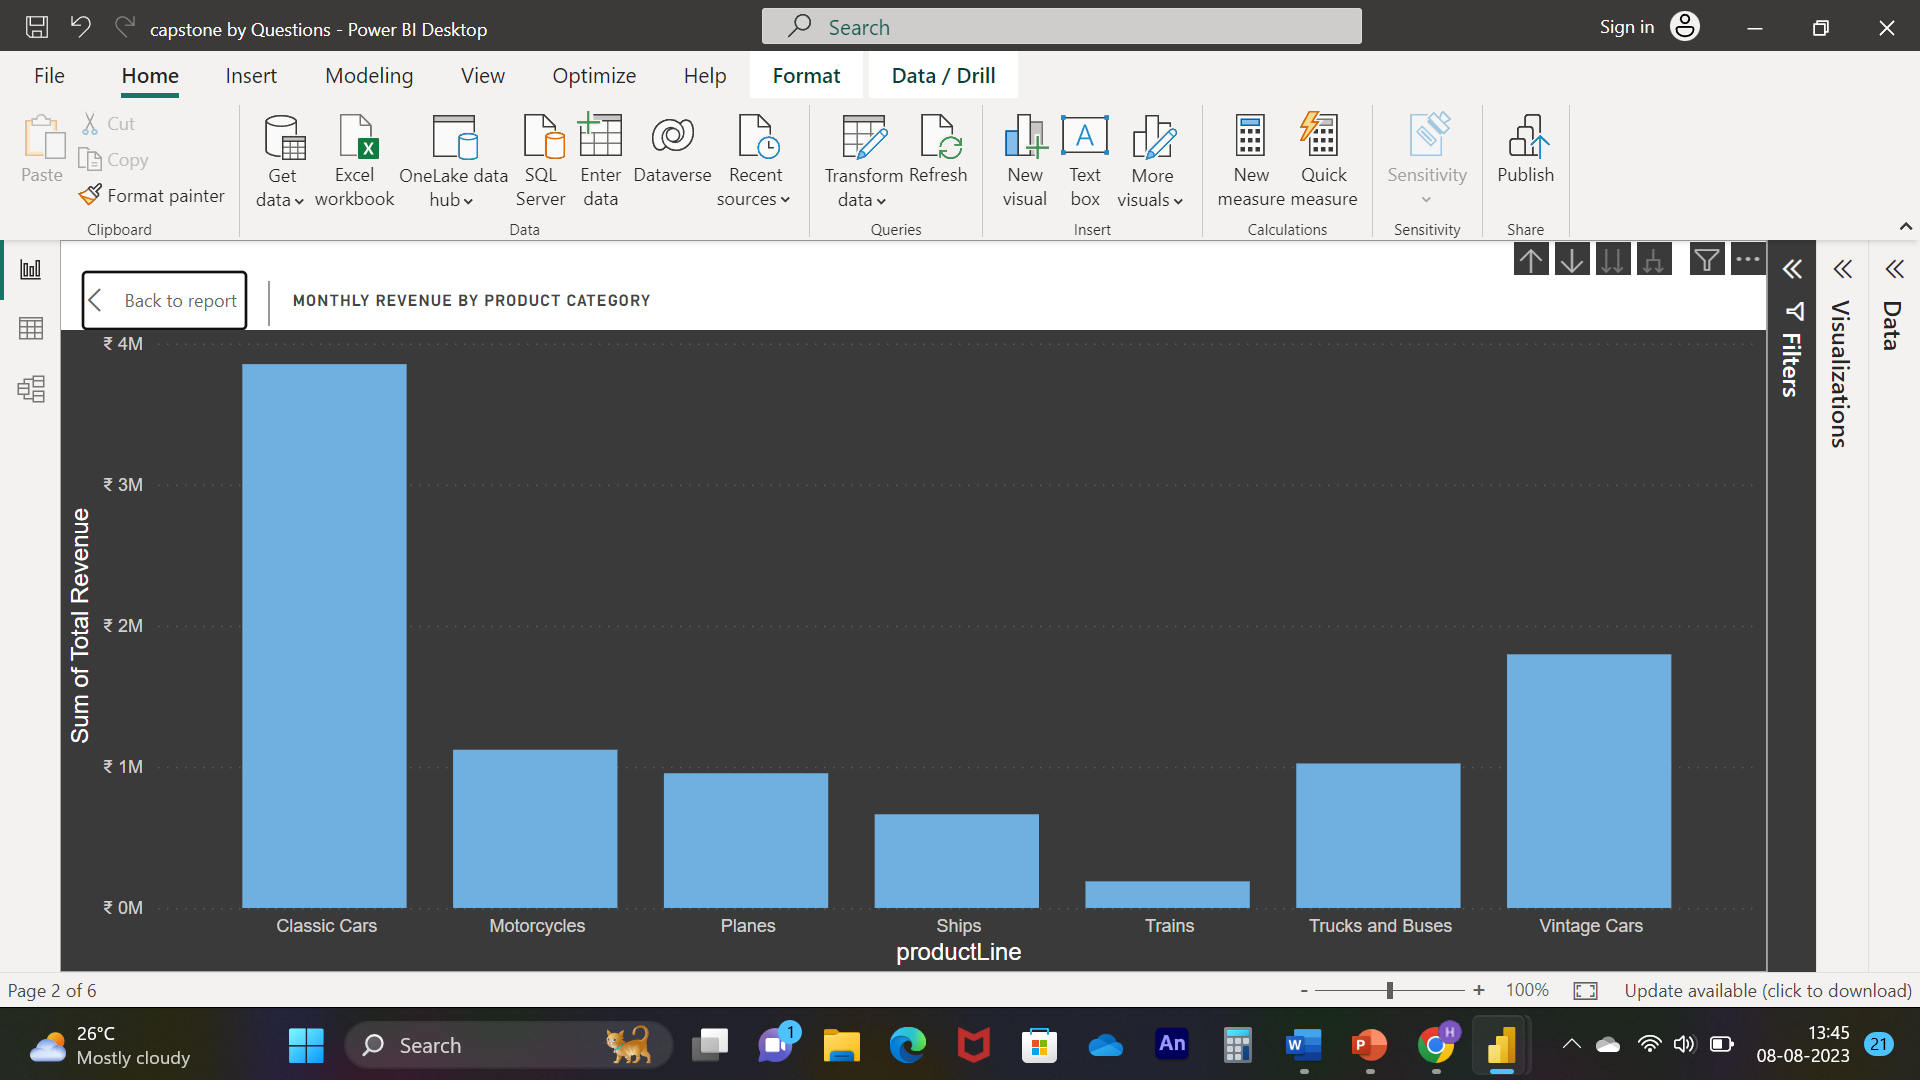 capstone by Questions - Power BI Desktop
Search
Sign in
File Home Insert Modeling View Optimize Help Format Data / Drill
Paste
Cut
Copy
Format painter
Clipboard
Get data
Excel workbook
OneLake data hub
SQL Server
Enter data
Dataverse
Recent sources
Data
Transform data
Refresh
Queries
New visual
Text box
More visuals
Insert
New measure
Quick measure
Calculations
Sensitivity
Sensitivity
Publish
Share
Back to report
MONTHLY REVENUE BY PRODUCT CATEGORY
Filters
Visualizations
Data
Sum of Total Revenue
₹ 4M
₹ 3M
₹ 2M
₹ 1M
₹ 0M
Classic Cars Motorcycles Planes Ships Trains Trucks and Buses Vintage Cars
productLine
Page 2 of 6
- + 100%
Update available (click to download)
26°C
Mostly cloudy
Search
1
An
W
P
H
13:45
08-08-2023
21